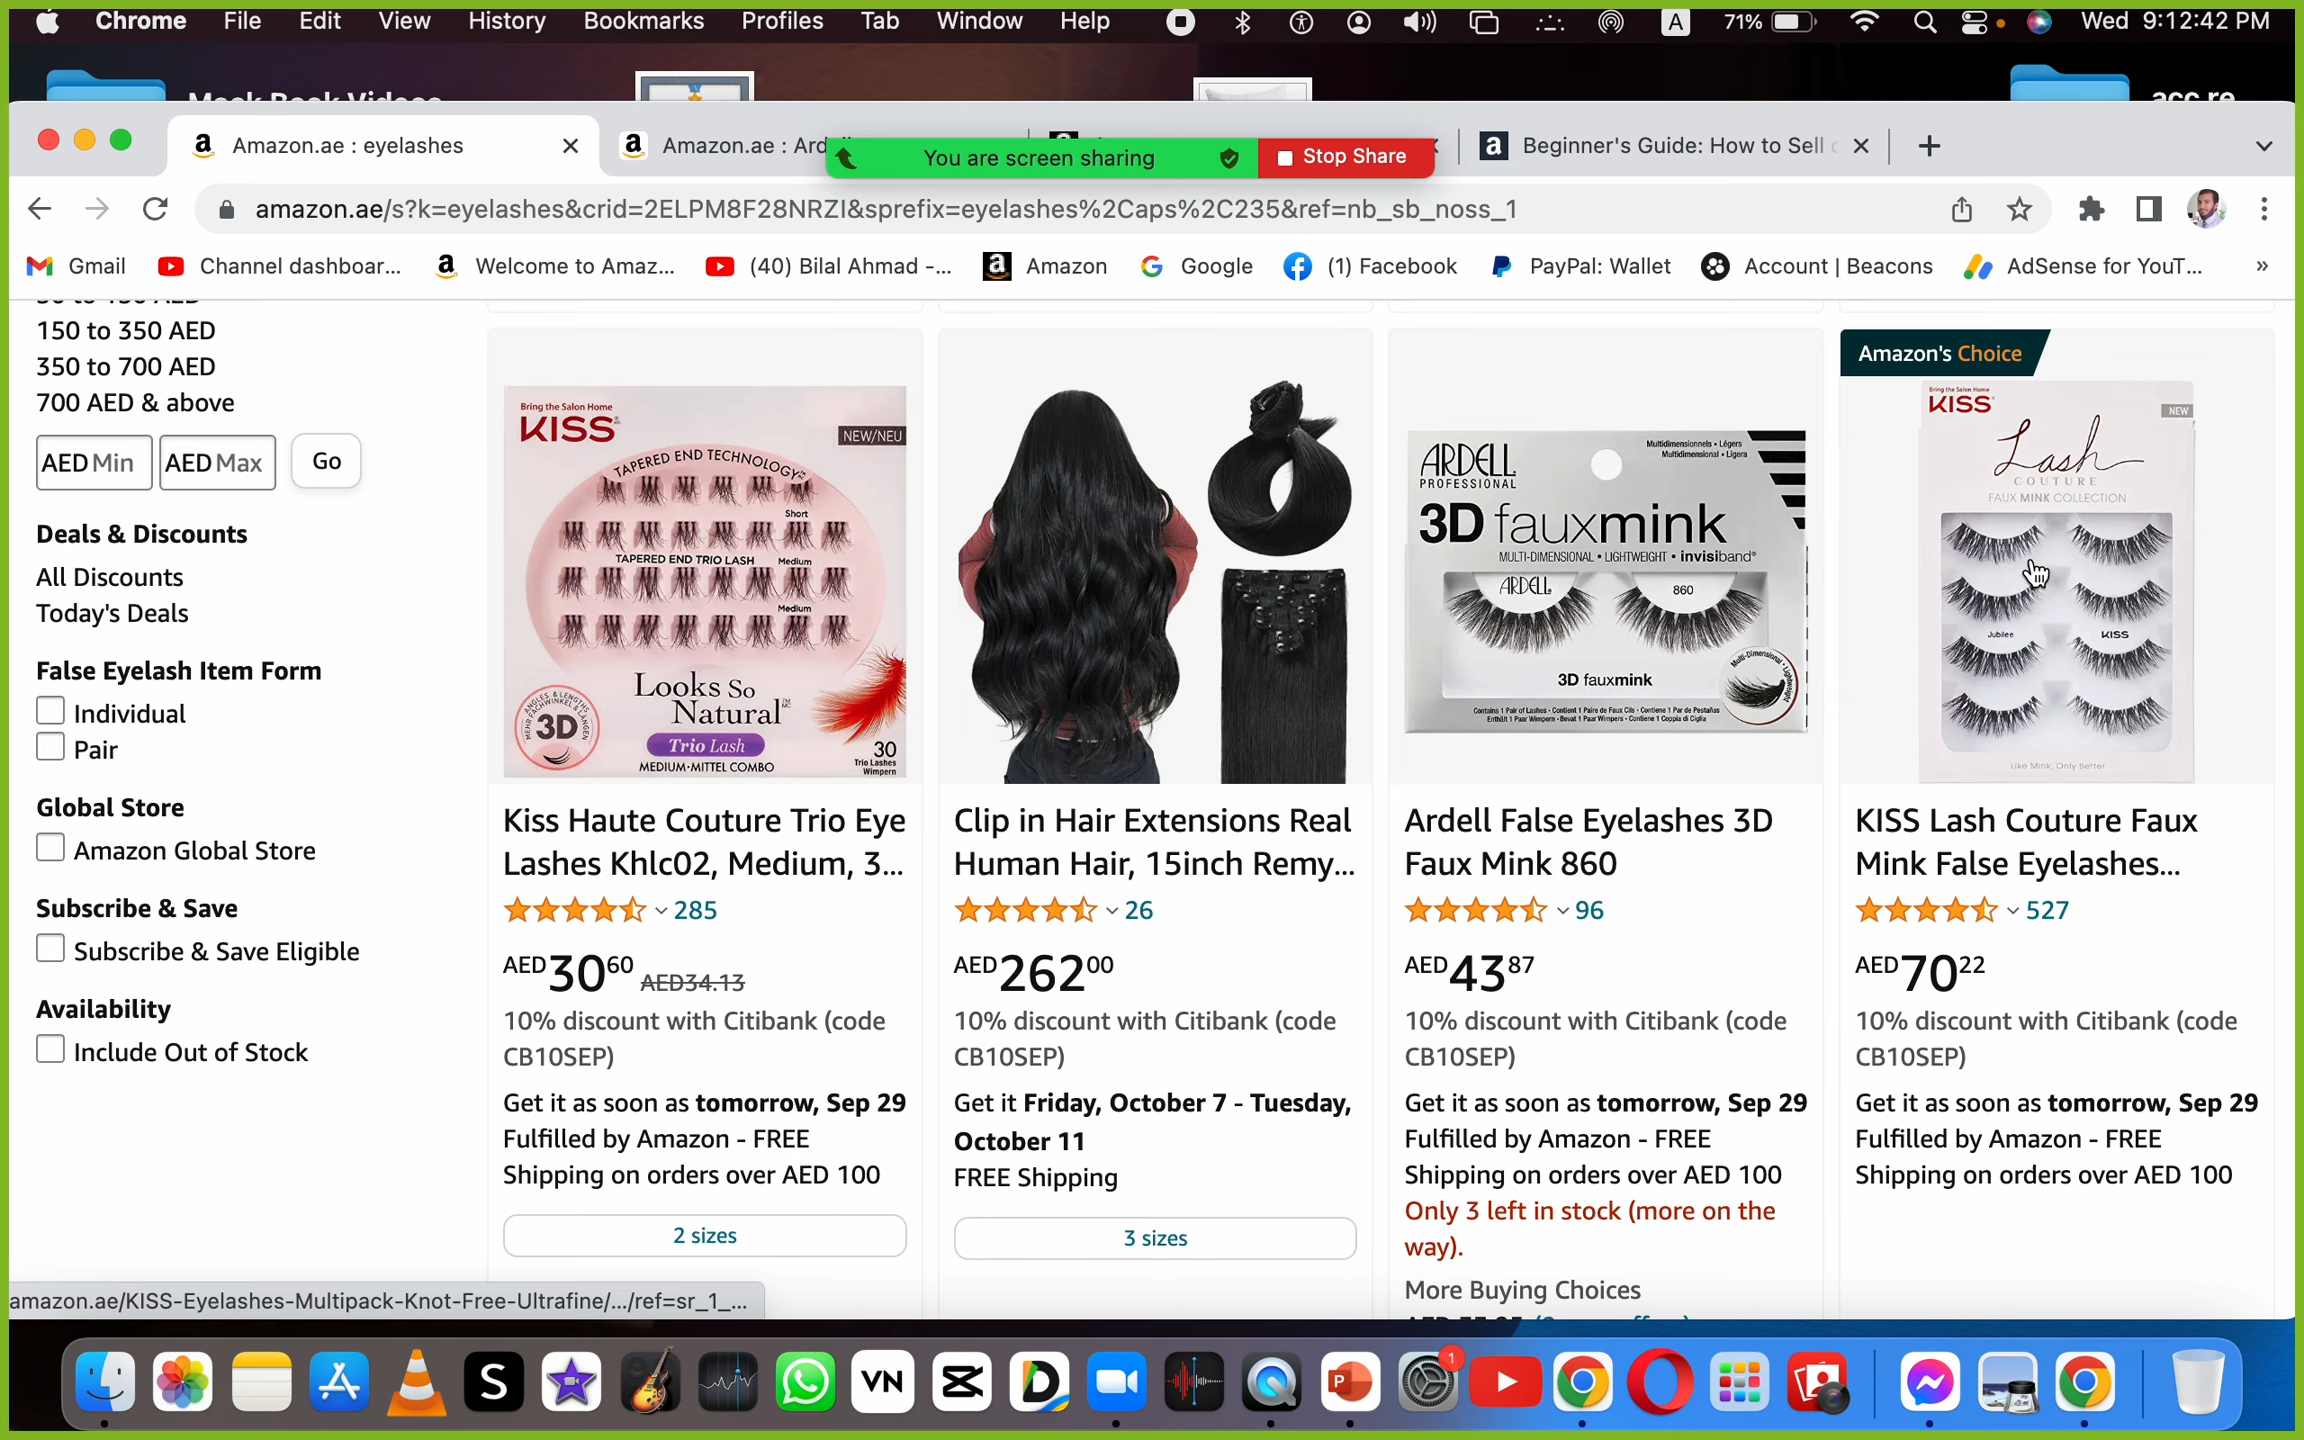 Chrome File Edit View History Bookmarks Profiles Tab Window Help A 71% Wed 9:12:42 PM
Amazon.ae : eyelashes
Amazon.ae : Ard
You are screen sharing
Stop Share
Beginner's Guide: How to Sell
amazon.ae/s?k=eyelashes&crid=2ELPM8F28NRZI&sprefix=eyelashes%2Caps%2C235&ref=nb_sb_noss_1
Gmail Channel dashboar... Welcome to Amaz... (40) Bilal Ahmad -... Amazon Google (1) Facebook PayPal: Wallet Account | Beacons AdSense for YouT... »
150 to 350 AED
350 to 700 AED
700 AED & above
AED Min AED Max Go
Deals & Discounts
All Discounts
Today's Deals
False Eyelash Item Form
Individual
Pair
Global Store
Amazon Global Store
Subscribe & Save
Subscribe & Save Eligible
Availability
Include Out of Stock
Bring the Salon Home
KISS
NEW/NEU
TAPERED END TECHNOLOGY
Short
TAPERED END TRIO LASH Medium
Medium
Looks So
Natural
Trio Lash
MEDIUM•MITTEL COMBO
3D
30
Trio Lashes
Wimpern
Kiss Haute Couture Trio Eye
Lashes Khlc02, Medium, 3...
285
AED3060 AED34.13
10% discount with Citibank (code
CB10SEP)
Get it as soon as tomorrow, Sep 29
Fulfilled by Amazon - FREE
Shipping on orders over AED 100
2 sizes
Clip in Hair Extensions Real
Human Hair, 15inch Remy...
26
AED26200
10% discount with Citibank (code
CB10SEP)
Get it Friday, October 7 - Tuesday,
October 11
FREE Shipping
3 sizes
ARDELL
PROFESSIONAL
Multidimensionnels • Légers
Multidimensional • Ligera
3D fauxmink
MULTI-DIMENSIONAL • LIGHTWEIGHT • invisiband®
ARDELL
860
3D fauxmink
Multi-Dimensional • Lightweight
Contains 1 Pair of Lashes • Contient 1 Paire de Faux Cils • Contiene 1 Par de Pestañas
Enthält 1 Paar Wimpern • Bevat 1 Paar Wimpers • Contiene 1 Coppia di Ciglia
Ardell False Eyelashes 3D
Faux Mink 860
96
AED4387
10% discount with Citibank (code
CB10SEP)
Get it as soon as tomorrow, Sep 29
Fulfilled by Amazon - FREE
Shipping on orders over AED 100
Only 3 left in stock (more on the
way).
More Buying Choices
Amazon's Choice
Bring the Salon Home
KISS
NEW
Lash
COUTURE
FAUX MINK COLLECTION
Jubilee KISS
Like Mink, Only Better
KISS Lash Couture Faux
Mink False Eyelashes...
527
AED7022
10% discount with Citibank (code
CB10SEP)
Get it as soon as tomorrow, Sep 29
Fulfilled by Amazon - FREE
Shipping on orders over AED 100
amazon.ae/KISS-Eyelashes-Multipack-Knot-Free-Ultrafine/.../ref=sr_1_...
S
VN
P
1